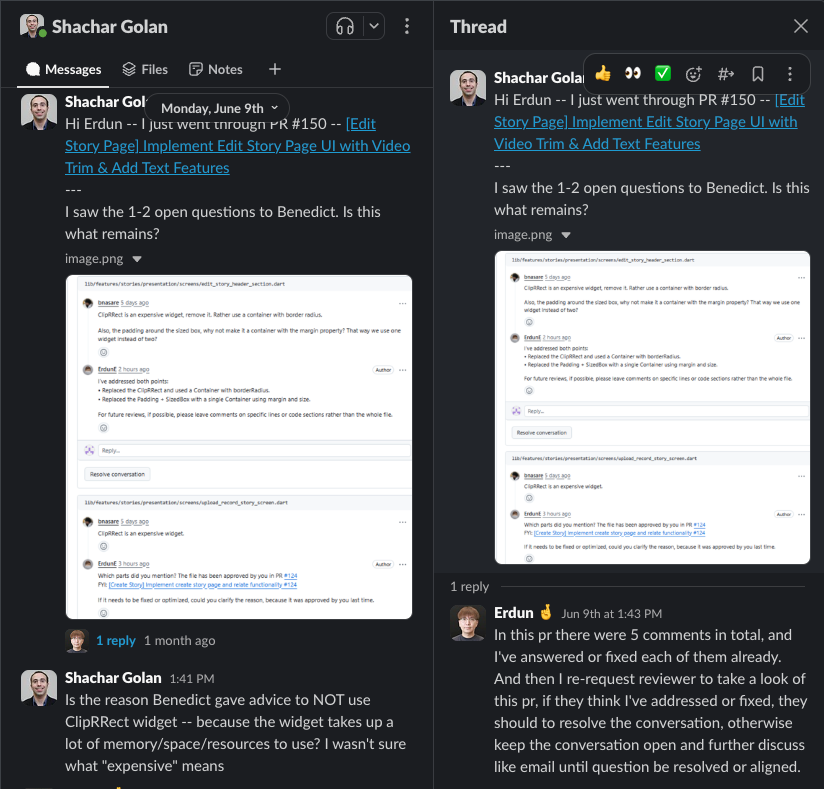 Shachar Golan
Messages
Files
Notes
Shachar Gol
Monday, June 9th
Hi Erdun -- I just went through PR #150 -- [Edit
Story Page] Implement Edit Story Page UI with Video
Trim & Add Text Features
---
I saw the 1-2 open questions to Benedict. Is this
what remains?
image.png
lib/features/stories/presentation/screens/edit_story_header_section.dart
bnasare 5 days ago
ClipRRect is an expensive widget, remove it. Rather use a container with border radius.
Also, the padding around the sized box, why not make it a container with the margin property? That way we use one
widget instead of two?
ErdunE 2 hours ago
Author
I've addressed both points:
• Replaced the ClipRRect and used a Container with borderRadius.
• Replaced the Padding + SizedBox with a single Container using margin and size.
For future reviews, if possible, please leave comments on specific lines or code sections rather than the whole file.
Reply...
Resolve conversation
lib/features/stories/presentation/screens/upload_record_story_screen.dart
bnasare 5 days ago
ClipRRect is an expensive widget.
ErdunE 3 hours ago
Author
Which parts did you mention? The file has been approved by you in PR #124
FYI: [Create Story] Implement create story page and relate functionality #124
If it needs to be fixed or optimized, could you clarify the reason, because it was approved by you last time.
1 reply 1 month ago
Shachar Golan 1:41 PM
Is the reason Benedict gave advice to NOT use
ClipRRect widget -- because the widget takes up a
lot of memory/space/resources to use? I wasn't sure
what "expensive" means
Thread
Shachar Golan
Hi Erdun -- I just went through PR #150 -- [Edit
Story Page] Implement Edit Story Page UI with
Video Trim & Add Text Features
---
I saw the 1-2 open questions to Benedict. Is this
what remains?
image.png
lib/features/stories/presentation/screens/edit_story_header_section.dart
bnasare 5 days ago
ClipRRect is an expensive widget, remove it. Rather use a container with border radius.
Also, the padding around the sized box, why not make it a container with the margin property? That way we use one
widget instead of two?
ErdunE 2 hours ago
Author
I've addressed both points:
• Replaced the ClipRRect and used a Container with borderRadius.
• Replaced the Padding + SizedBox with a single Container using margin and size.
For future reviews, if possible, please leave comments on specific lines or code sections rather than the whole file.
Reply...
Resolve conversation
lib/features/stories/presentation/screens/upload_record_story_screen.dart
bnasare 5 days ago
ClipRRect is an expensive widget.
ErdunE 3 hours ago
Author
Which parts did you mention? The file has been approved by you in PR #124
FYI: [Create Story] Implement create story page and relate functionality #124
If it needs to be fixed or optimized, could you clarify the reason, because it was approved by you last time.
1 reply
Erdun Jun 9th at 1:43 PM
In this pr there were 5 comments in total, and
I've answered or fixed each of them already.
And then I re-request reviewer to take a look of
this pr, if they think I've addressed or fixed, they
should to resolve the conversation, otherwise
keep the conversation open and further discuss
like email until question be resolved or aligned.